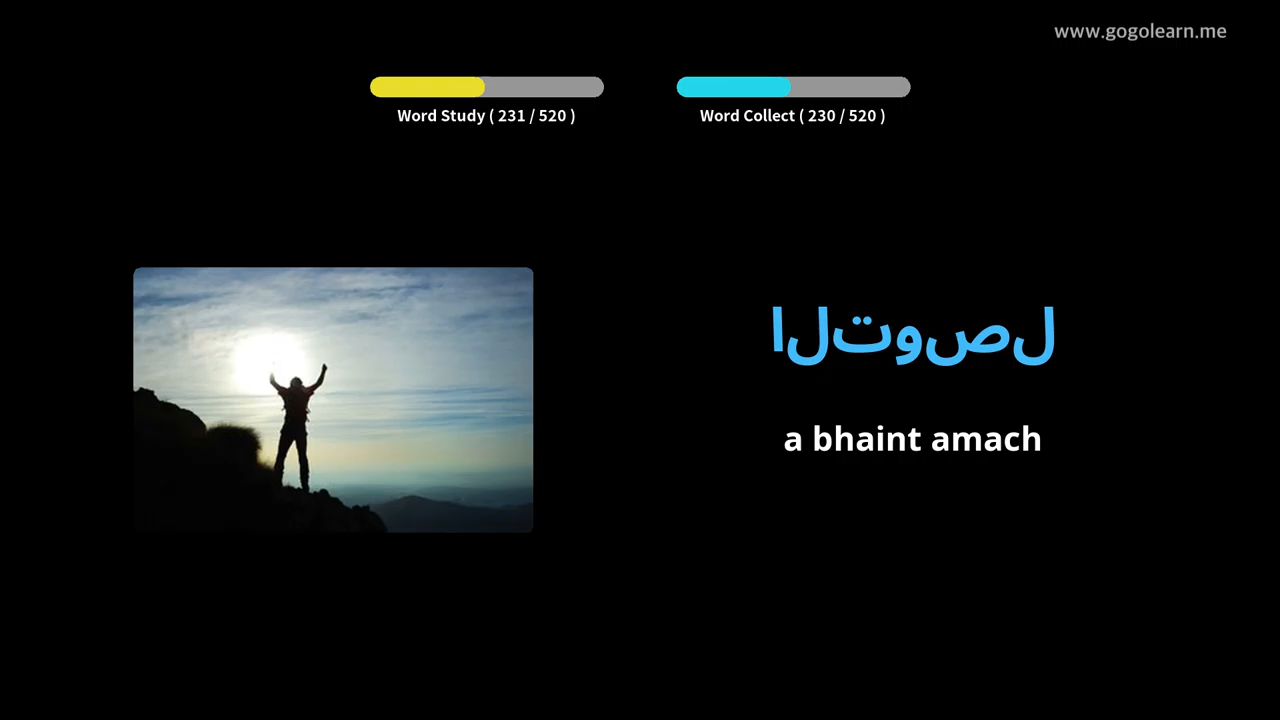 www.gogolearn.me
Word Study ( 231 / 520 )
Word Collect ( 230 / 520 )
التوصل
a bhaint amach